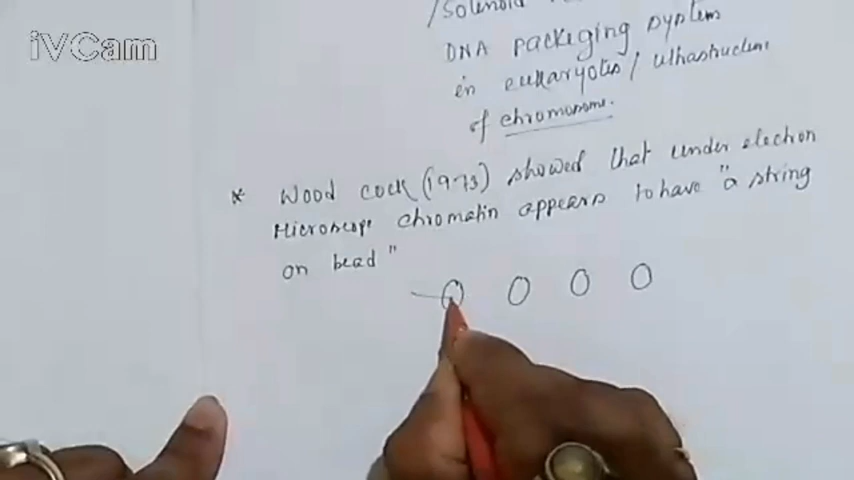 iVCam
/Solenoid
DNA packeging system
in eukaryotes / ultrastructure
of chromosome.
* Wood cock (1973) showed that under electron
Microscope chromatin appears to have "a string
on bead"